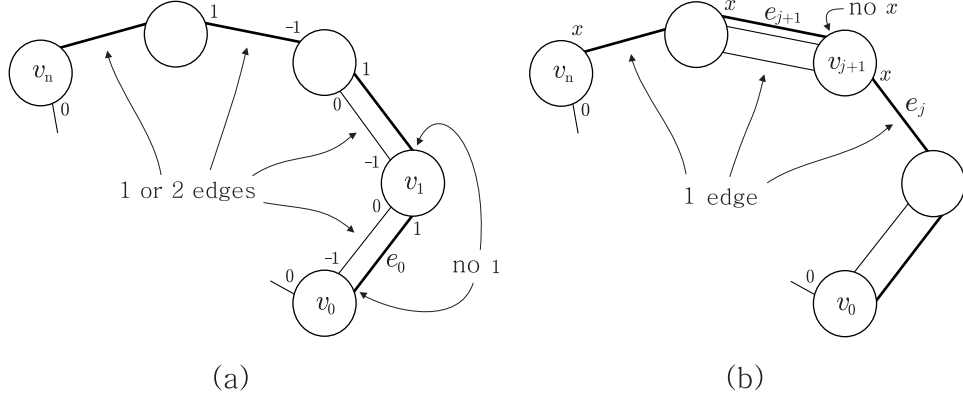 1
-1
v_n
0
1
0
1 or 2 edges
-1
v_1
0
1
-1
e_0
no 1
0
v_0
(a)
x
x
e_{j+1}
no x
v_n
0
v_{j+1}
x
e_j
1 edge
0
v_0
(b)